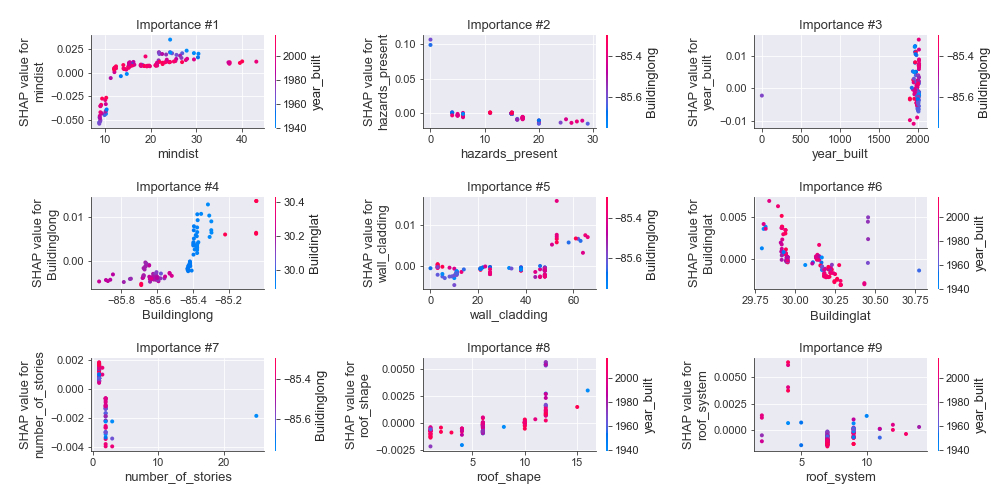 Importance #1
SHAP value for
mindist
0.025
0.000
−0.025
−0.050
10
20
30
40
mindist
2000
1980
1960
1940
year_built
Importance #2
SHAP value for
hazards_present
0.10
0.05
0.00
0
10
20
30
hazards_present
−85.4
−85.6
Buildinglong
Importance #3
SHAP value for
year_built
0.01
0.00
−0.01
0
500
1000
1500
2000
year_built
−85.4
−85.6
Buildinglong
Importance #4
SHAP value for
Buildinglong
0.01
0.00
−85.8
−85.6
−85.4
−85.2
Buildinglong
30.4
30.2
30.0
Buildinglat
Importance #5
SHAP value for
wall_cladding
0.015
0.010
0.005
0.000
−0.005
0
20
40
60
wall_cladding
−85.4
−85.6
Buildinglong
Importance #6
SHAP value for
Buildinglat
0.005
0.000
29.75
30.00
30.25
30.50
30.75
Buildinglat
2000
1980
1960
1940
year_built
Importance #7
SHAP value for
number_of_stories
0.002
0.000
−0.002
−0.004
0
10
20
number_of_stories
−85.4
−85.6
Buildinglong
Importance #8
SHAP value for
roof_shape
0.0050
0.0025
0.0000
−0.0025
5
10
15
roof_shape
2000
1980
1960
1940
year_built
Importance #9
SHAP value for
roof_system
0.0050
0.0025
0.0000
5
10
roof_system
2000
1980
1960
1940
year_built